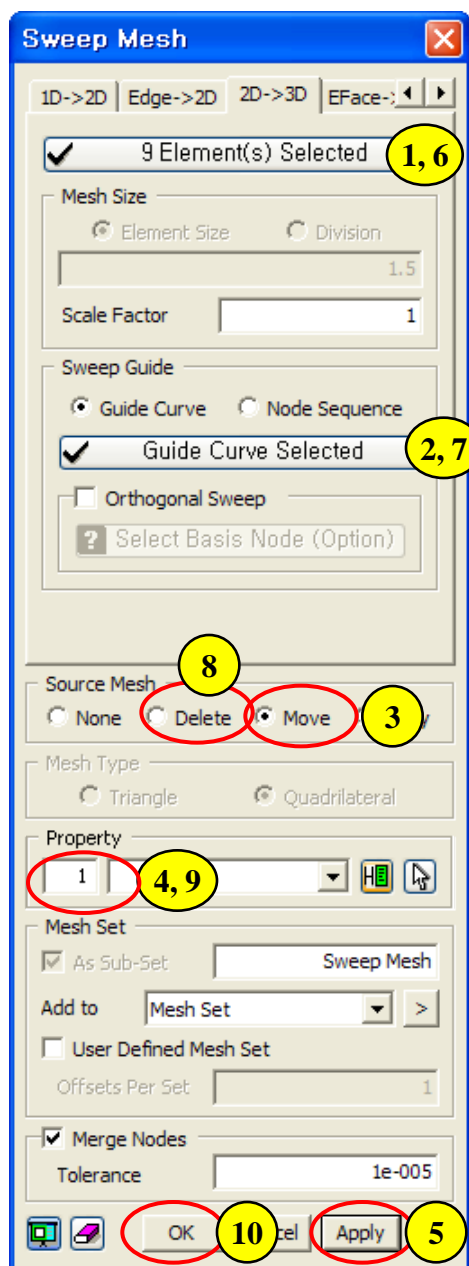 Sweep Mesh
1D->2D Edge->2D 2D->3D EFace->
9 Element(s) Selected 1, 6
Mesh Size
Element Size Division
1.5
Scale Factor 1
Sweep Guide
Guide Curve Node Sequence
Guide Curve Selected 2, 7
Orthogonal Sweep
? Select Basis Node (Option)
8
Source Mesh
None Delete Move 3 y
Mesh Type
Triangle Quadrilateral
Property
1 4, 9
Mesh Set
As Sub-Set Sweep Mesh
Add to Mesh Set >
User Defined Mesh Set
Offsets Per Set 1
Merge Nodes
Tolerance 1e-005
OK 10 cel Apply 5